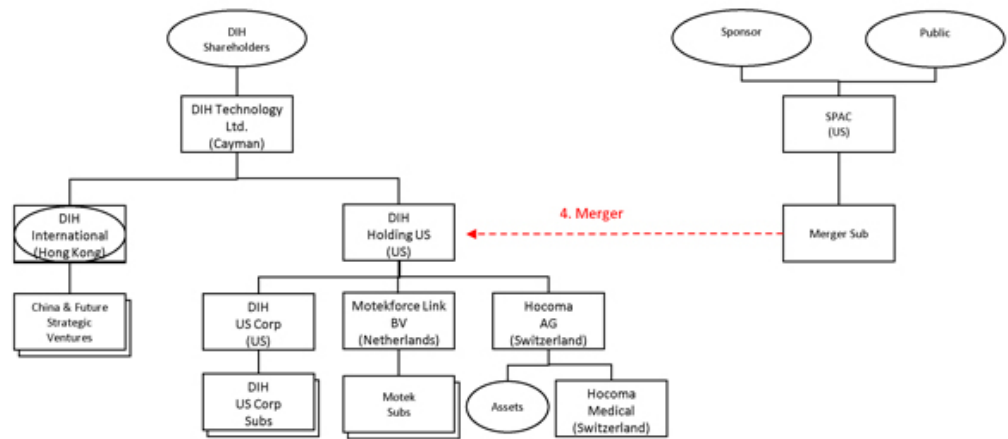 DIH
Shareholders
Sponsor
Public
DIH Technology
Ltd.
(Cayman)
SPAC
(US)
DIH
International
(Hong Kong)
DIH
Holding US
(US)
4. Merger
Merger Sub
China & Future
Strategic
Ventures
DIH
US Corp
(US)
Motekforce Link
BV
(Netherlands)
Hocoma
AG
(Switzerland)
DIH
US Corp
Subs
Motek
Subs
Assets
Hocoma
Medical
(Switzerland)